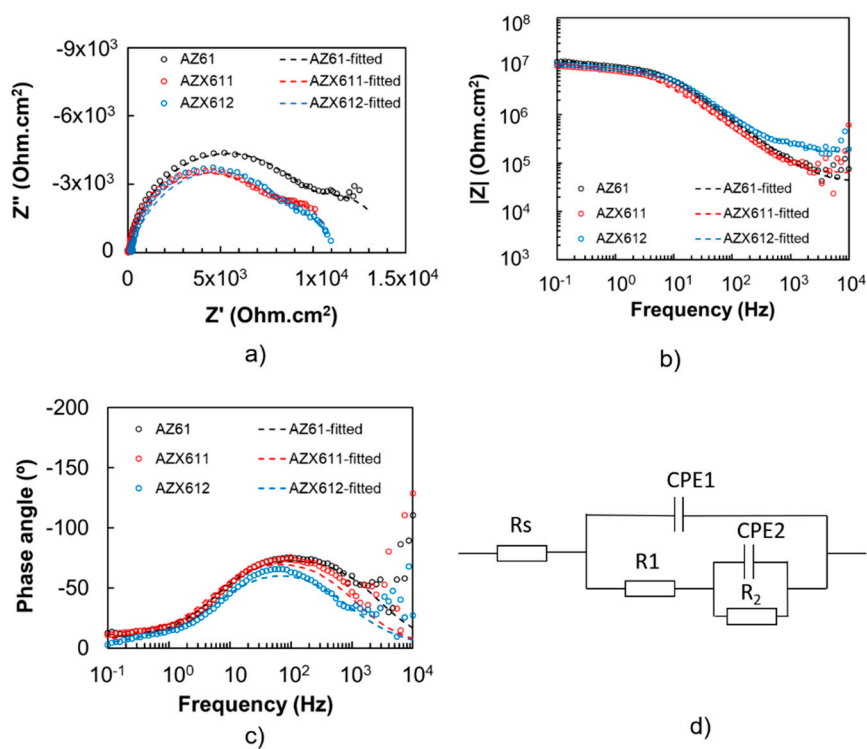 -9x10³
-6x10³
-3x10³
0
Z'' (Ohm.cm²)
AZ61
AZX611
AZX612
AZ61-fitted
AZX611-fitted
AZX612-fitted
0
5x10³
1x10⁴
1.5x10⁴
Z' (Ohm.cm²)
a)
10⁸
10⁷
10⁶
10⁵
10⁴
10³
|Z| (Ohm.cm²)
AZ61
AZX611
AZX612
AZ61-fitted
AZX611-fitted
AZX612-fitted
10⁻¹ 10⁰ 10¹ 10² 10³ 10⁴
Frequency (Hz)
b)
-200
-150
-100
-50
0
Phase angle (º)
AZ61
AZX611
AZX612
AZ61-fitted
AZX611-fitted
AZX612-fitted
10⁻¹ 10⁰ 10 10² 10³ 10⁴
Frequency (Hz)
c)
Rs
CPE1
R1
CPE2
R₂
d)